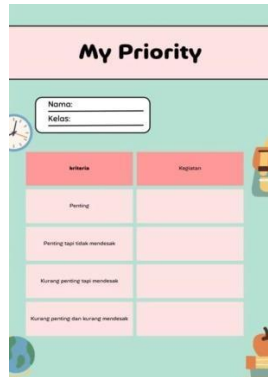 My Priority
Nama:
Kelas:
kriteria
Kegiatan
Penting
Penting tapi tidak mendesak
Kurang penting tapi mendesak
Kurang penting dan kurang mendesak